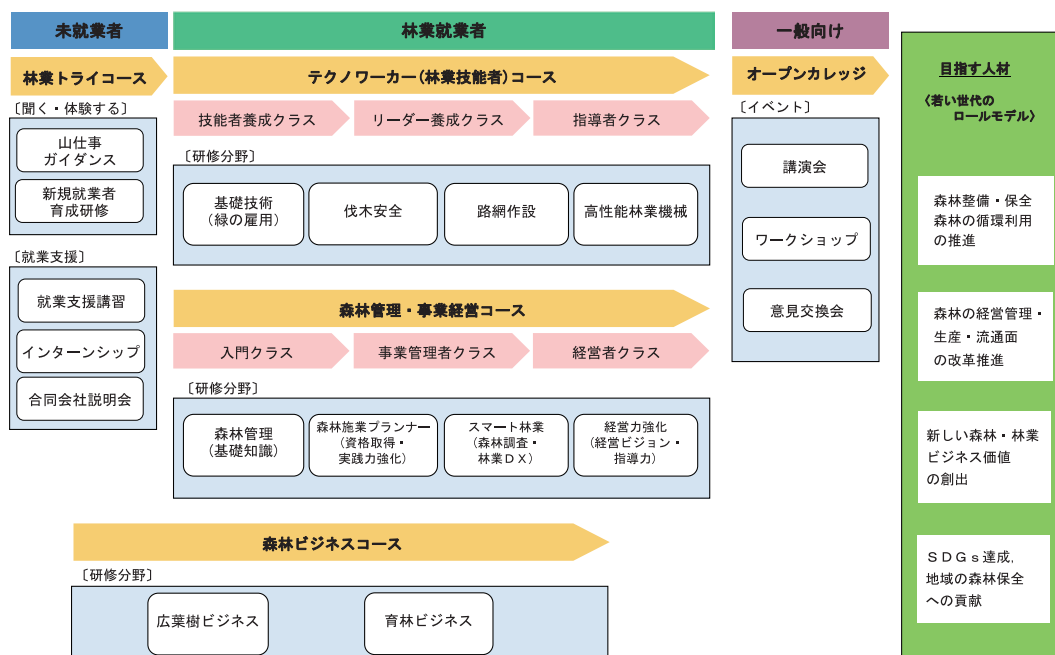 未就業者
林業トライコース
〔聞く・体験する〕
山仕事
ガイダンス
新規就業者
育成研修
〔就業支援〕
就業支援講習
インターンシップ
合同会社説明会
林業就業者
テクノワーカー(林業技能者)コース
技能者養成クラス
リーダー養成クラス
指導者クラス
〔研修分野〕
基礎技術
(緑の雇用)
伐木安全
路網作設
高性能林業機械
森林管理・事業経営コース
入門クラス
事業管理者クラス
経営者クラス
〔研修分野〕
森林管理
(基礎知識)
森林施業プランナー
(資格取得・
実践力強化)
スマート林業
(森林調査・
林業DX)
経営力強化
(経営ビジョン・
指導力)
森林ビジネスコース
〔研修分野〕
広葉樹ビジネス
育林ビジネス
一般向け
オープンカレッジ
〔イベント〕
講演会
ワークショップ
意見交換会
目指す人材
〈若い世代の
ロールモデル〉
森林整備・保全
森林の循環利用
の推進
森林の経営管理・
生産・流通面
の改革推進
新しい森林・林業
ビジネス価値
の創出
SDGs達成,
地域の森林保全
への貢献